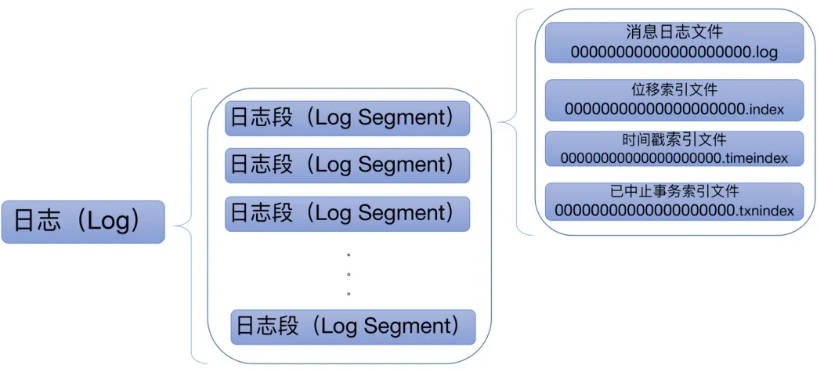 日志（Log）
日志段（Log Segment）
日志段（Log Segment）
日志段（Log Segment）
日志段（Log Segment）
消息日志文件
00000000000000000000.log
位移索引文件
00000000000000000000.index
时间戳索引文件
00000000000000000000.timeindex
已中止事务索引文件
00000000000000000000.txnindex